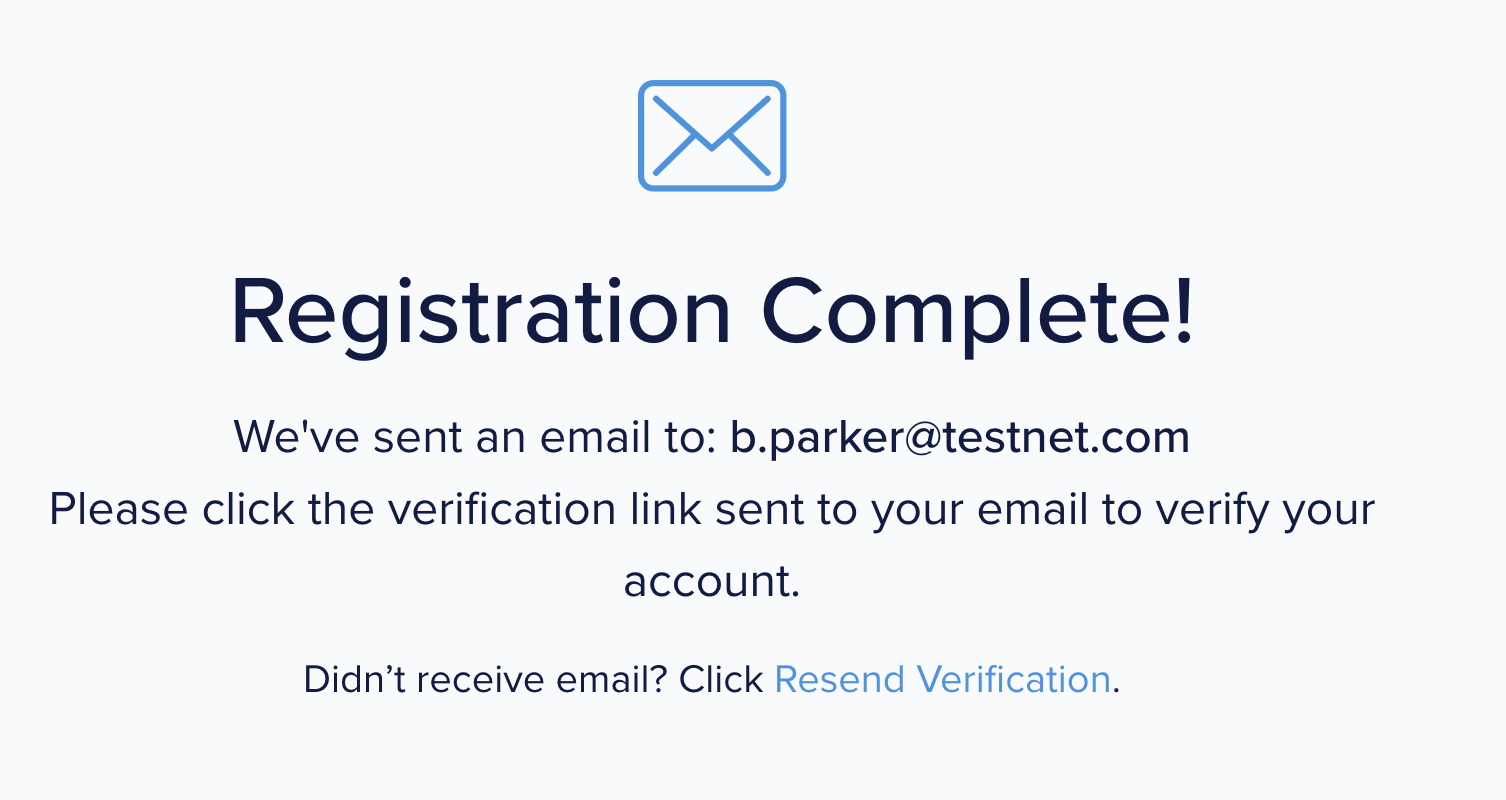 Registration Complete!
We've sent an email to: b.parker@testnet.com
Please click the verification link sent to your email to verify your
account.
Didn’t receive email? Click Resend Verification.